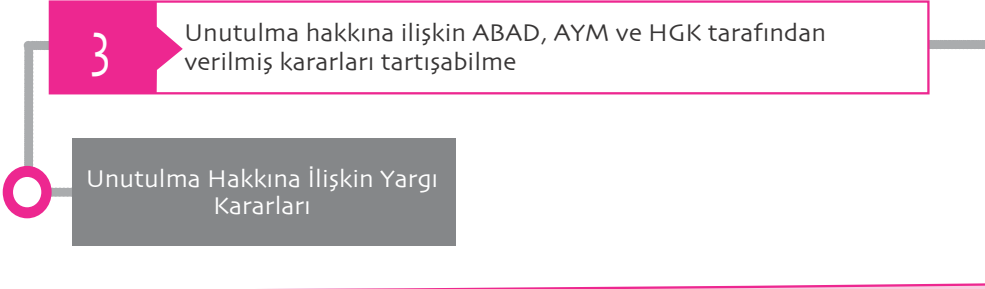 3
Unutulma hakkına ilişkin ABAD, AYM ve HGK tarafından
verilmiş kararları tartışabilme
Unutulma Hakkına İlişkin Yargı
Kararları